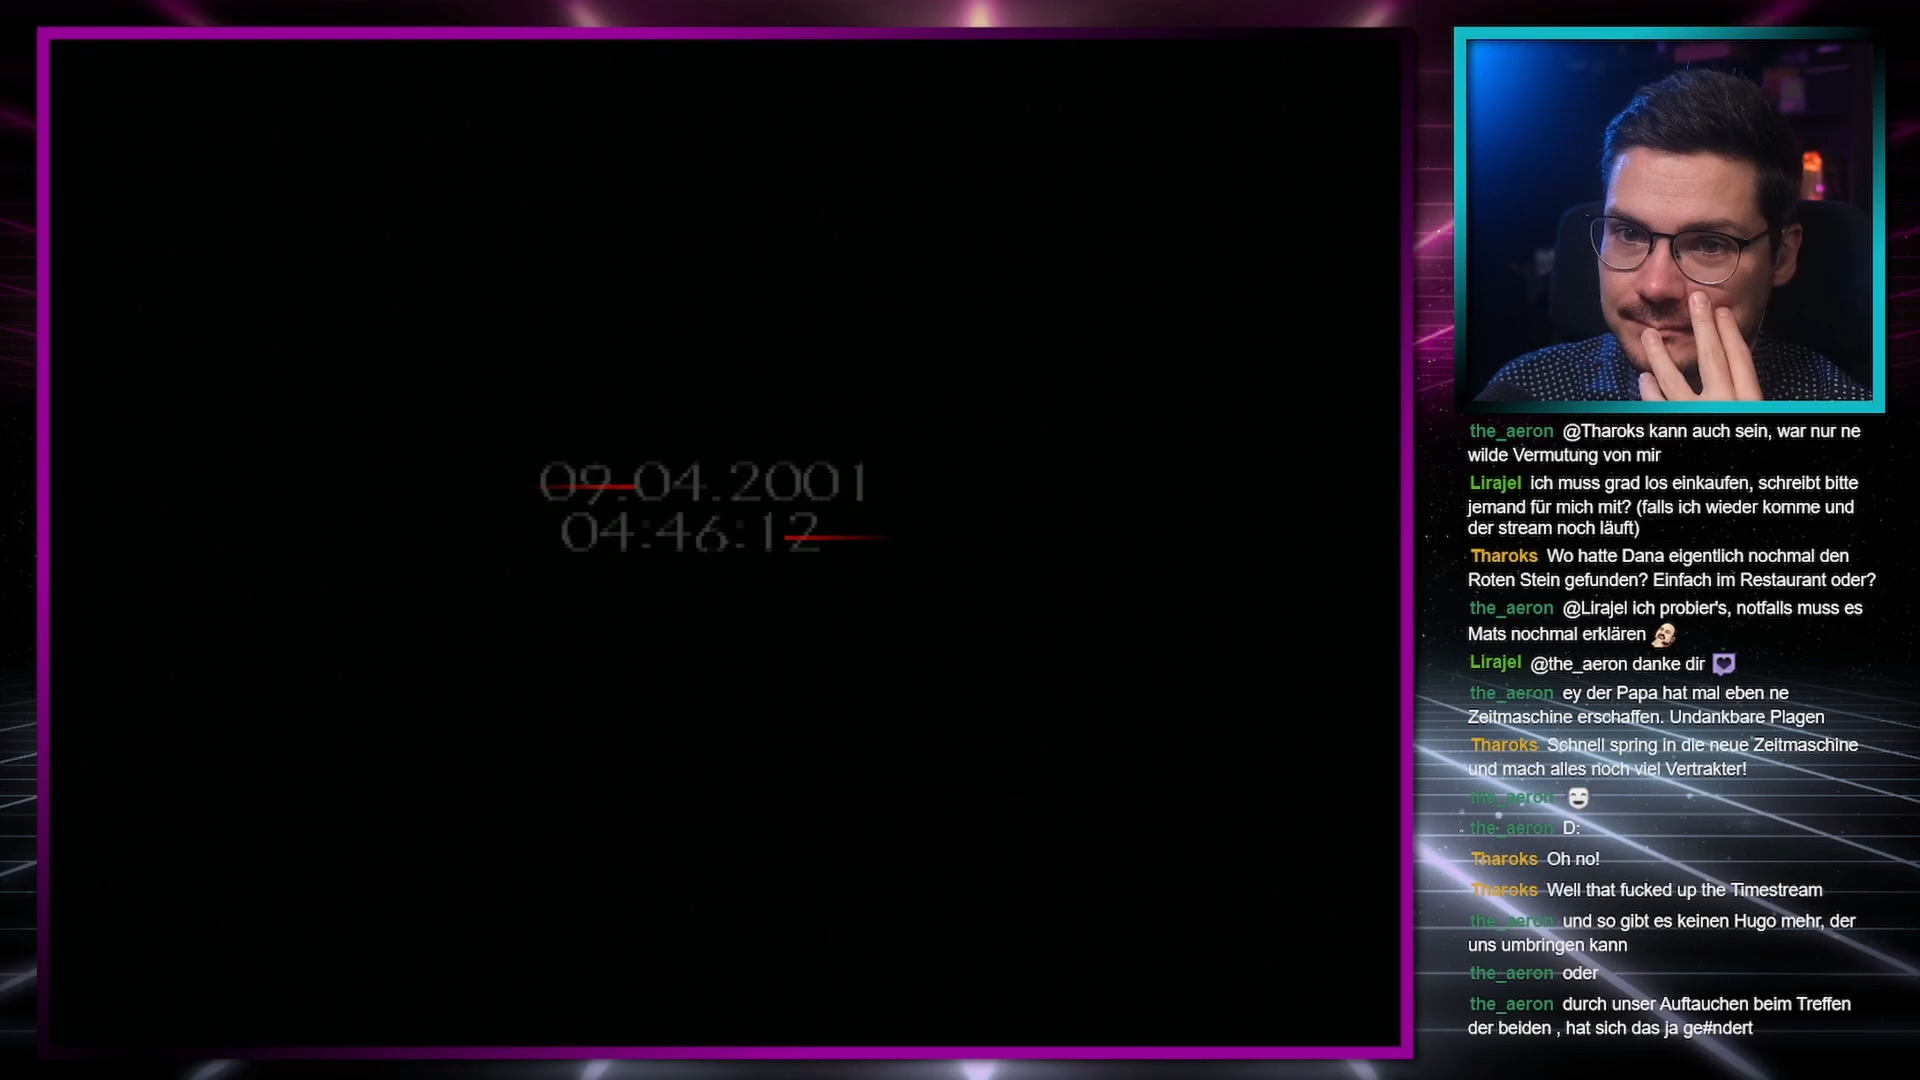 09.04.2001
04:46:12
the_aeron @Tharoks kann auch sein, war nur ne
wilde Vermutung von mir
Lirajel ich muss grad los einkaufen, schreibt bitte
jemand für mich mit? (falls ich wieder komme und
der stream noch läuft)
Tharoks Wo hatte Dana eigentlich nochmal den
Roten Stein gefunden? Einfach im Restaurant oder?
the_aeron @Lirajel ich probier's, notfalls muss es
Mats nochmal erklären
Lirajel @the_aeron danke dir
the_aeron ey der Papa hat mal eben ne
Zeitmaschine erschaffen. Undankbare Plagen
Tharoks Schnell spring in die neue Zeitmaschine
und mach alles noch viel Vertrakter!
the_aeron
the_aeron D:
Tharoks Oh no!
Tharoks Well that fucked up the Timestream
the_aeron und so gibt es keinen Hugo mehr, der
uns umbringen kann
the_aeron oder
the_aeron durch unser Auftauchen beim Treffen
der beiden , hat sich das ja ge#ndert